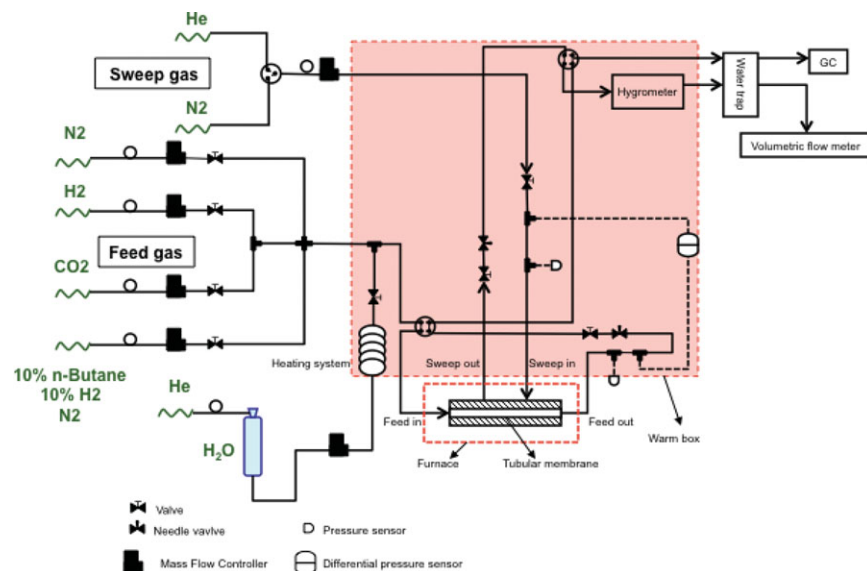 He
Sweep gas
N2
N2
H2
Feed gas
CO2
10% n-Butane
10% H2
N2
He
H₂O
Heating system
Sweep out
Sweep in
Feed in
Feed out
Furnace
Tubular membrane
Warm box
Hygrometer
Water trap
GC
Volumetric flow meter
Valve
Needle vavlve
Pressure sensor
Mass Flow Controller
Differential pressure sensor